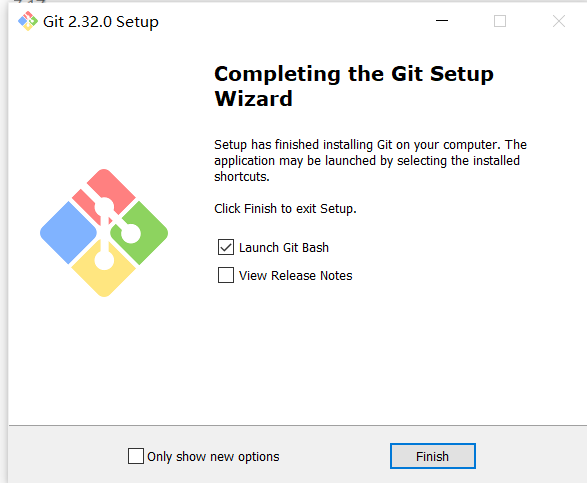 Git 2.32.0 Setup
Completing the Git Setup
Wizard
Setup has finished installing Git on your computer. The
application may be launched by selecting the installed
shortcuts.
Click Finish to exit Setup.
Launch Git Bash
View Release Notes
Only show new options
Finish